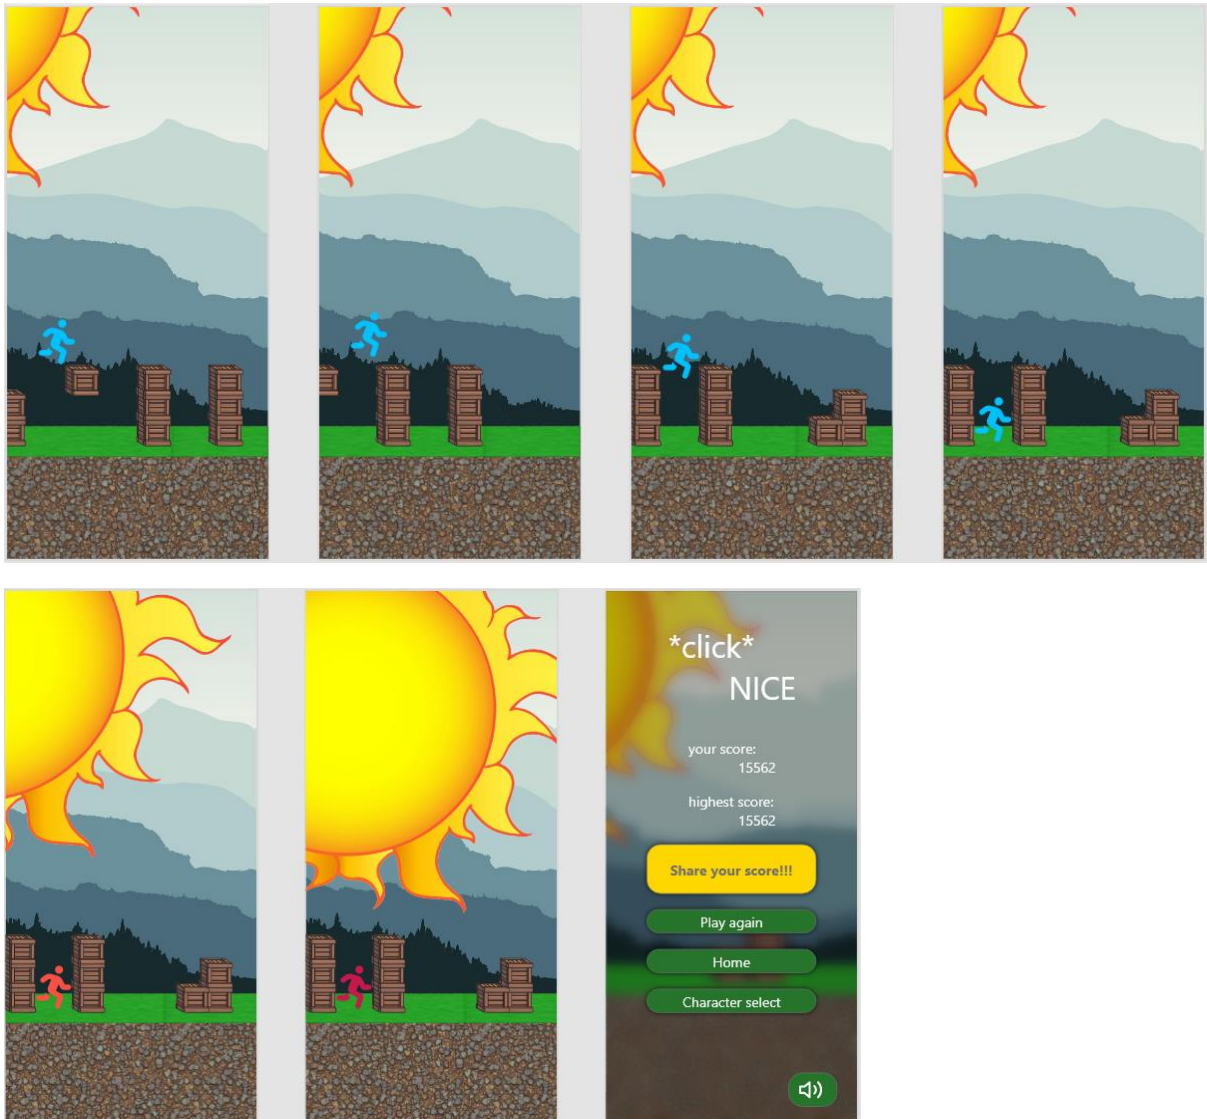 *click*
NICE
your score:
15562
highest score:
15562
Share your score!!!
Play again
Home
Character select